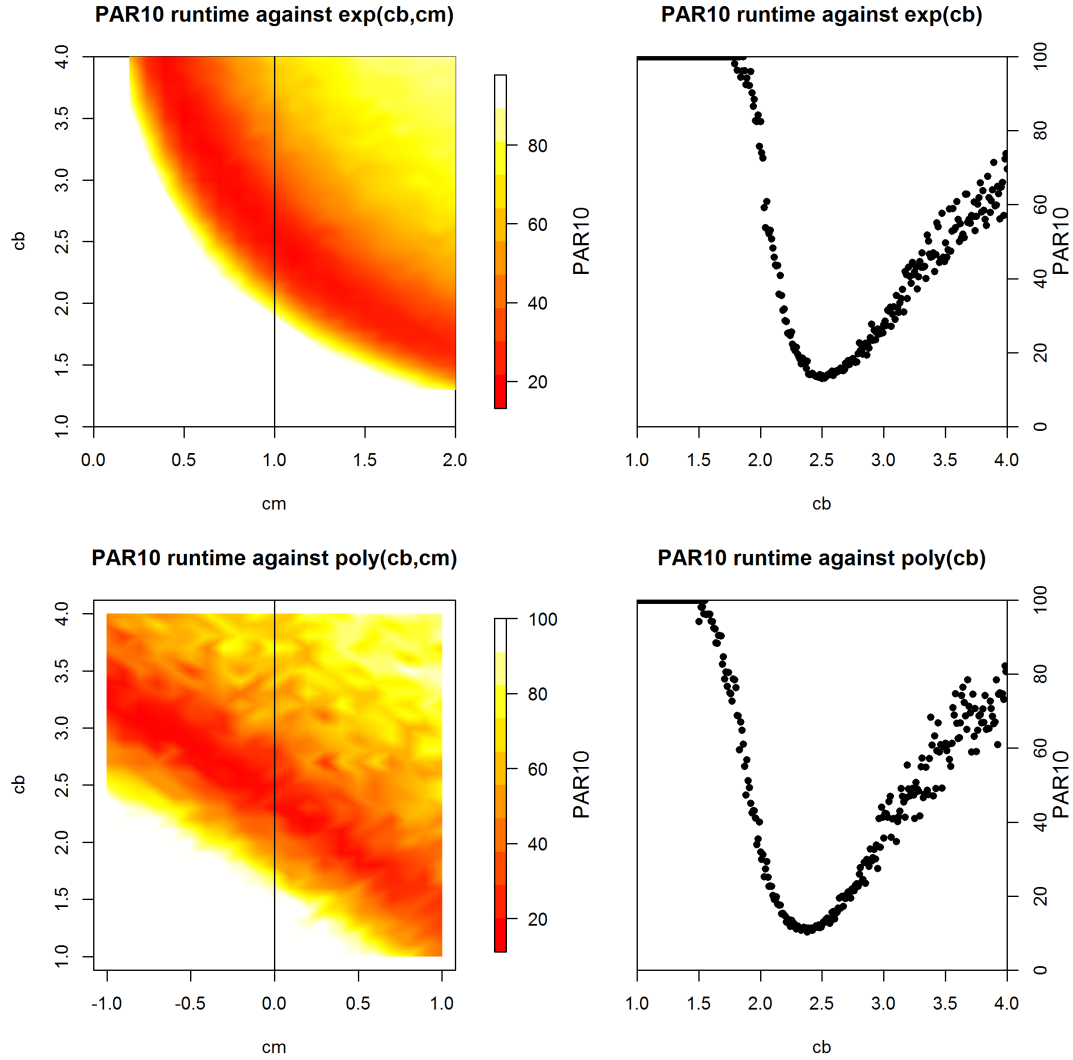 PAR10 runtime against exp(cb,cm)
4.0
3.5
3.0
2.5
2.0
1.5
1.0
cb
0.0 0.5 1.0 1.5 2.0
cm
80
60
40
20
PAR10
PAR10 runtime against exp(cb)
100
80
60
40
20
0
PAR10
1.0 1.5 2.0 2.5 3.0 3.5 4.0
cb
PAR10 runtime against poly(cb,cm)
4.0
3.5
3.0
2.5
2.0
1.5
1.0
cb
-1.0 -0.5 0.0 0.5 1.0
cm
100
80
60
40
20
PAR10
PAR10 runtime against poly(cb)
100
80
60
40
20
0
PAR10
1.0 1.5 2.0 2.5 3.0 3.5 4.0
cb